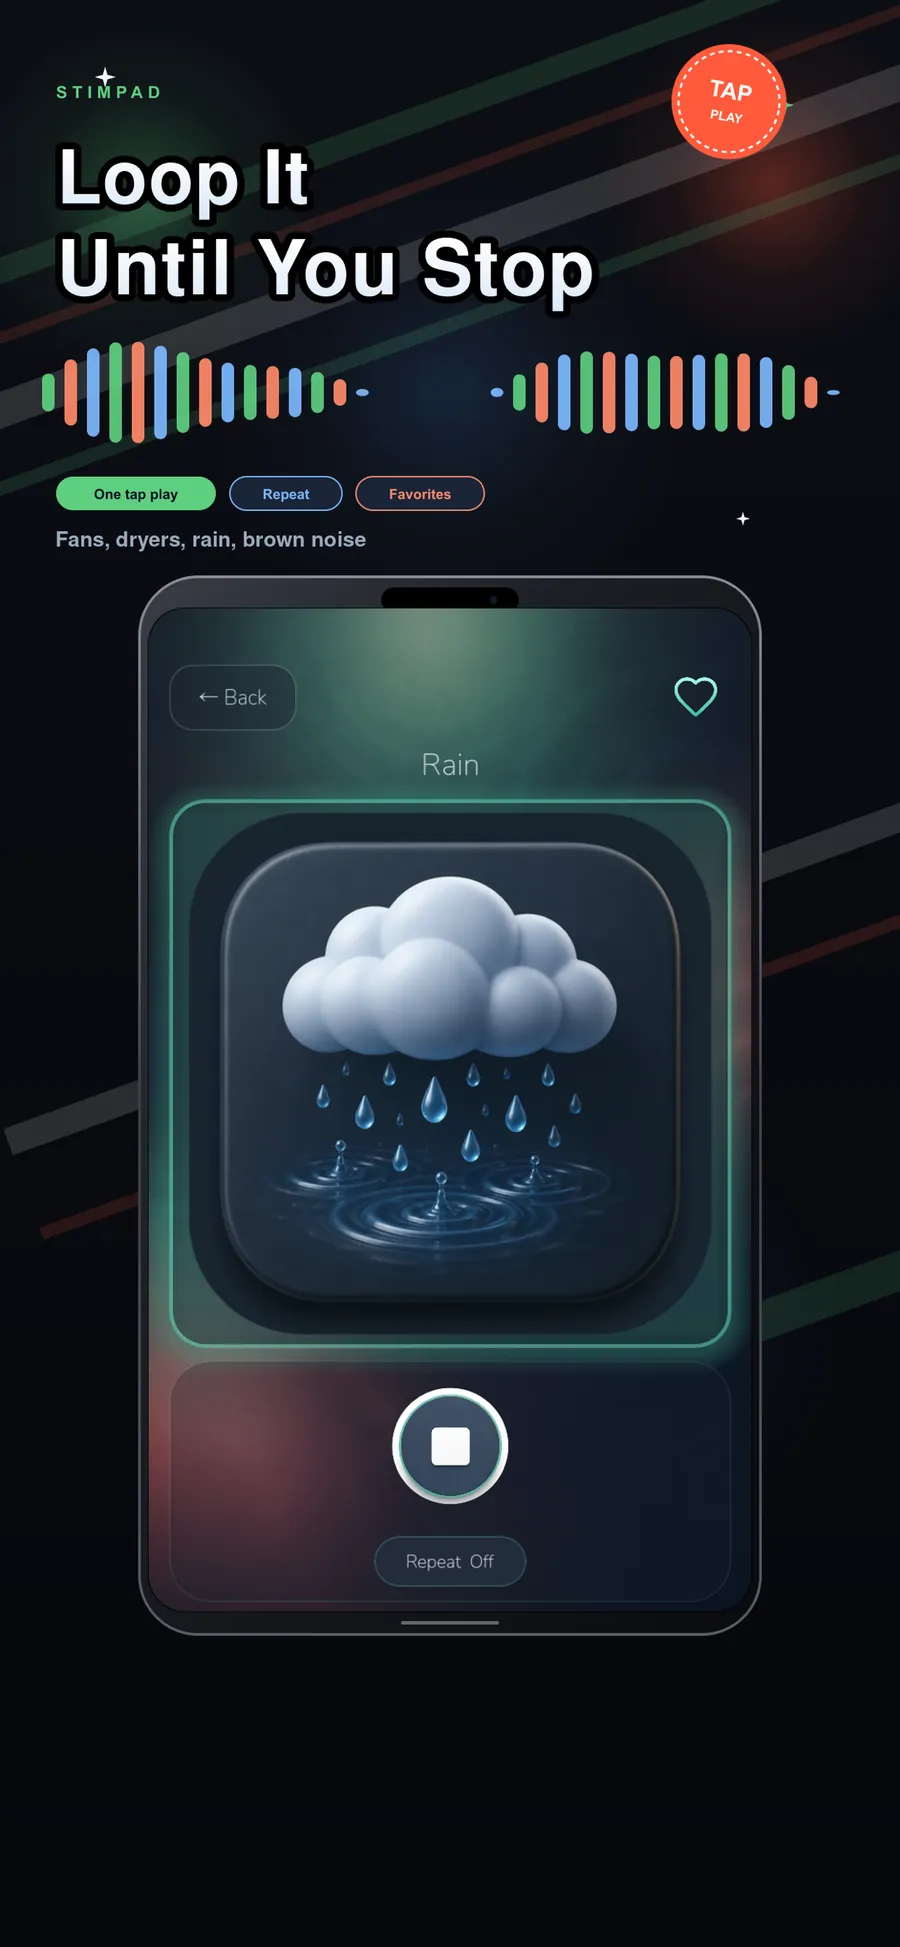 STIMPAD
TAP
PLAY
Loop It
Until You Stop
One tap play
Repeat
Favorites
Fans, dryers, rain, brown noise
← Back
Rain
Repeat Off